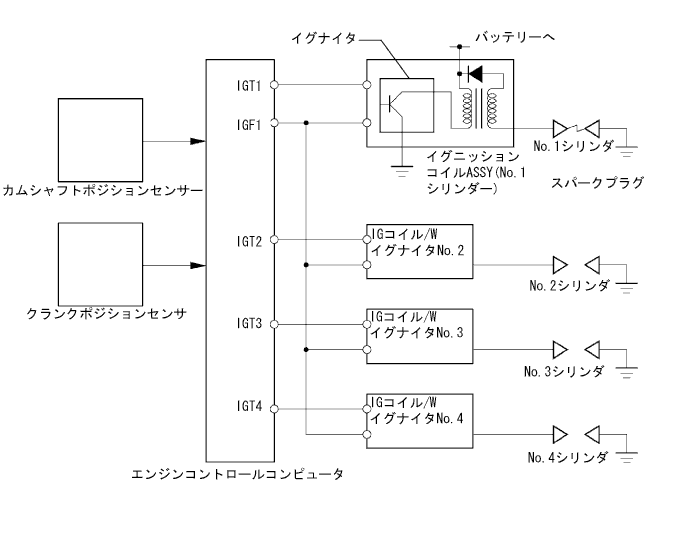 イグナイタ
バッテリーへ
IGT1
IGF1
No.1シリンダ
イグニッション
コイルASSY(No.1
シリンダー)
スパークプラグ
カムシャフトポジションセンサー
IGT2
IGコイル/W
イグナイタNo.2
No.2シリンダ
クランクポジションセンサ
IGT3
IGコイル/W
イグナイタNo.3
No.3シリンダ
IGT4
IGコイル/W
イグナイタNo.4
No.4シリンダ
エンジンコントロールコンピュータ